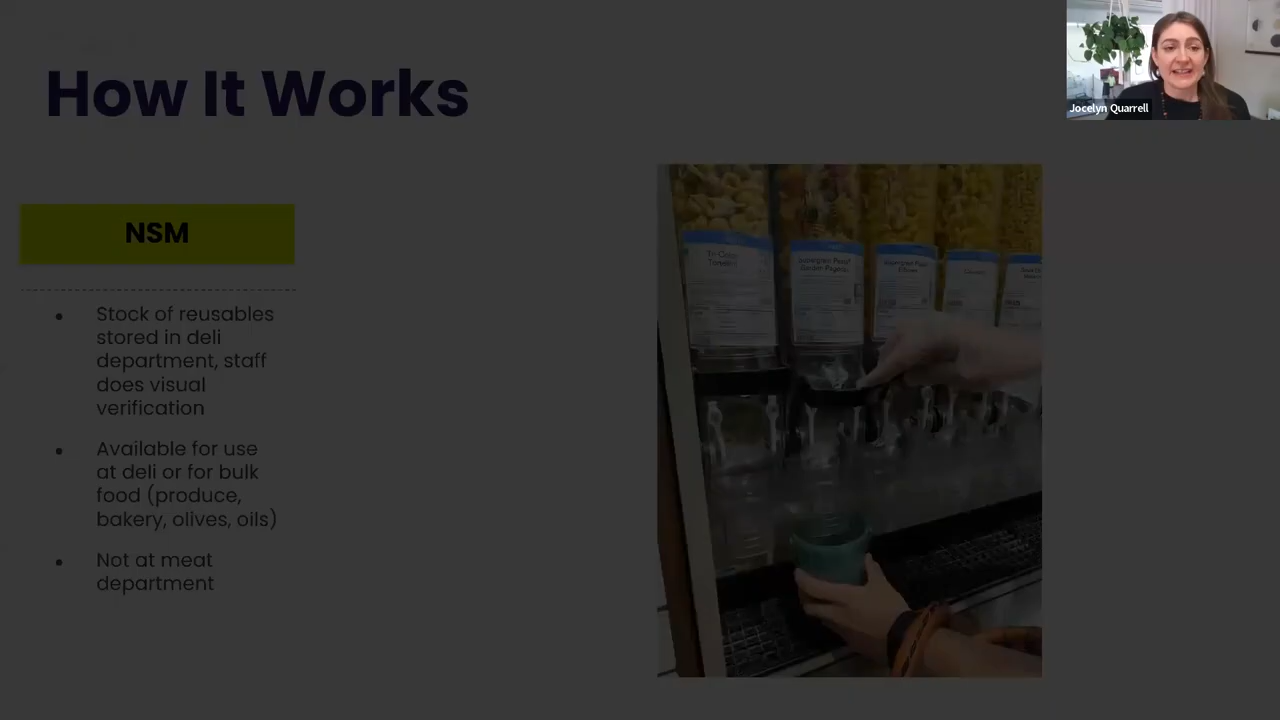 How It Works
Jocelyn Quarrell
NSM
Stock of reusables
stored in deli
department, staff
does visual
verification
Available for use
at deli or for bulk
food (produce,
bakery, olives, oils)
Not at meat
department